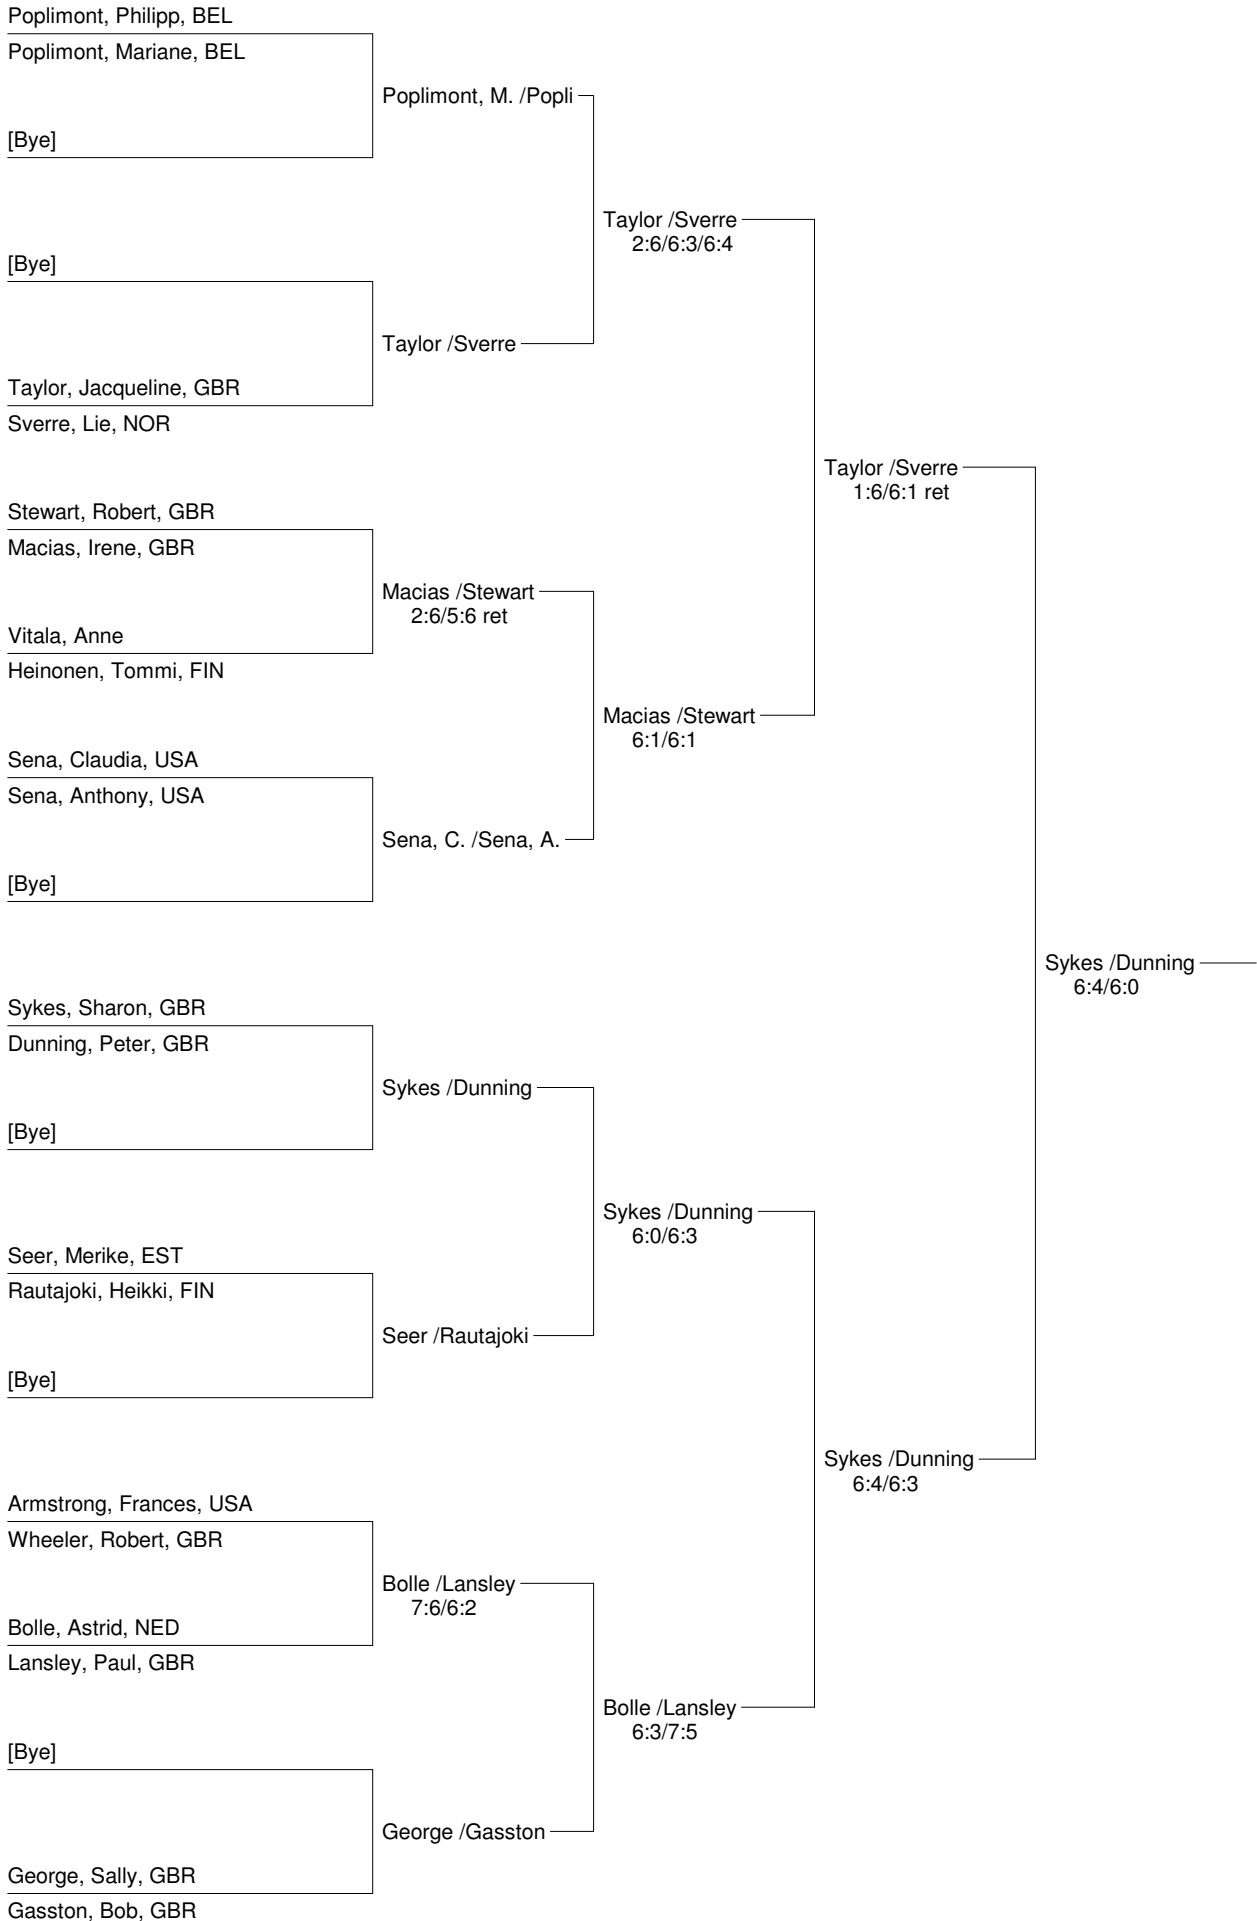 Poplimont, Philipp, BEL
Poplimont, Mariane, BEL
Poplimont, M. /Popli
[Bye]
Taylor /Sverre
2:6/6:3/6:4
[Bye]
Taylor /Sverre
Taylor, Jacqueline, GBR
Sverre, Lie, NOR
Taylor /Sverre
1:6/6:1 ret
Stewart, Robert, GBR
Macias, Irene, GBR
Macias /Stewart
2:6/5:6 ret
Vitala, Anne
Heinonen, Tommi, FIN
Macias /Stewart
6:1/6:1
Sena, Claudia, USA
Sena, Anthony, USA
Sena, C. /Sena, A.
[Bye]
Sykes /Dunning
6:4/6:0
Sykes, Sharon, GBR
Dunning, Peter, GBR
Sykes /Dunning
[Bye]
Sykes /Dunning
6:0/6:3
Seer, Merike, EST
Rautajoki, Heikki, FIN
Seer /Rautajoki
[Bye]
Sykes /Dunning
6:4/6:3
Armstrong, Frances, USA
Wheeler, Robert, GBR
Bolle /Lansley
7:6/6:2
Bolle, Astrid, NED
Lansley, Paul, GBR
Bolle /Lansley
6:3/7:5
[Bye]
George /Gasston
George, Sally, GBR
Gasston, Bob, GBR